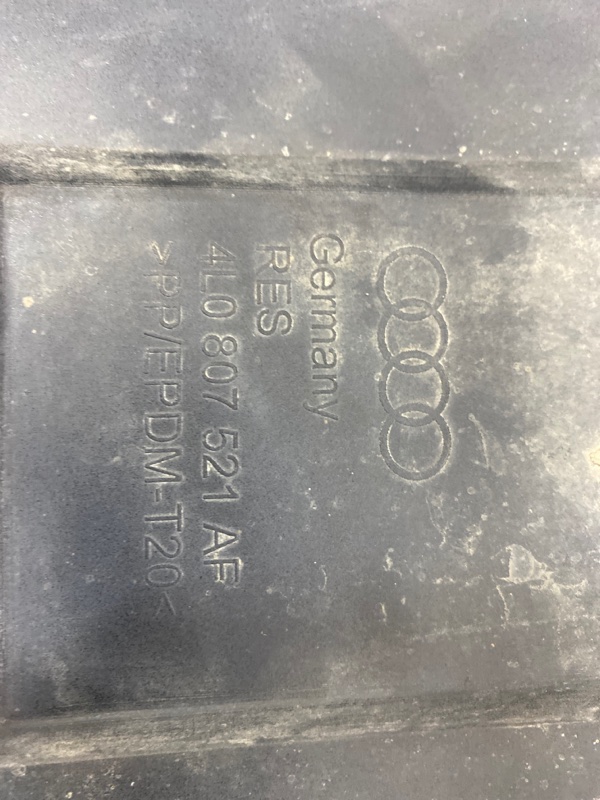 Germany
RES
4L0 807 521 AF
>PP/EPDM-T20<